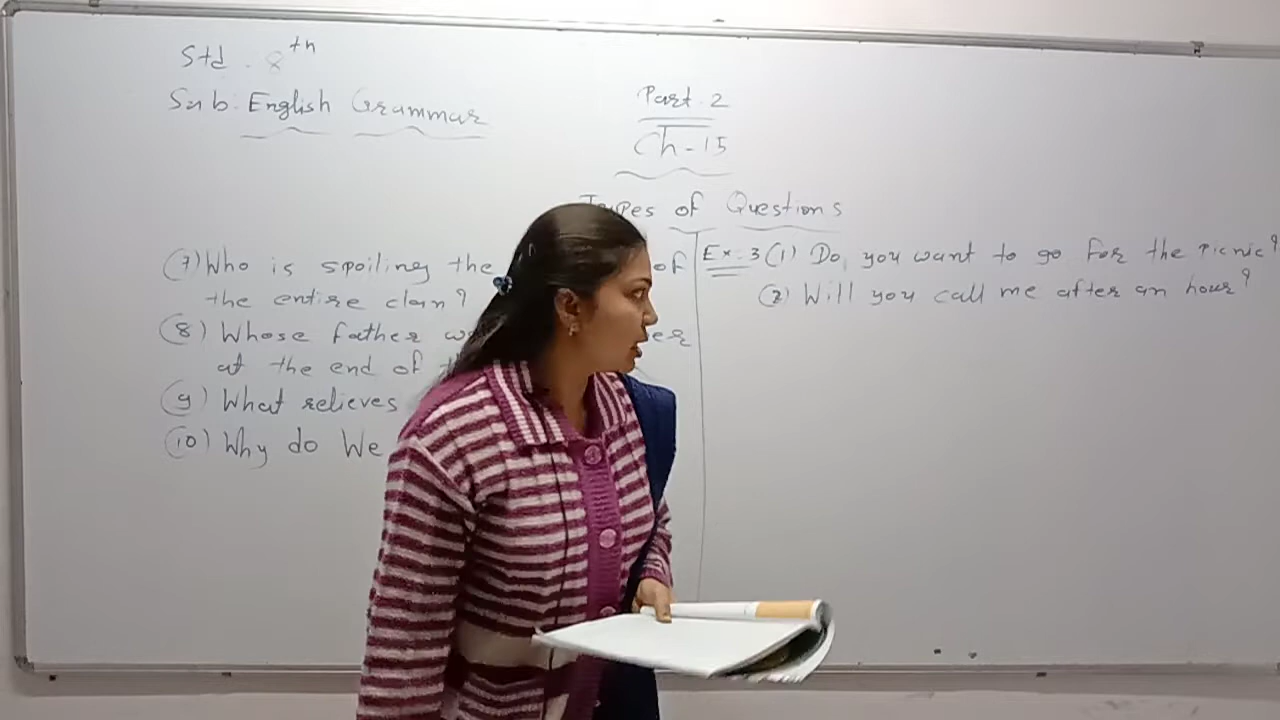 Std. 8th
Sub: English Grammar
Part. 2
Ch-15
Types of Questions
(7) Who is spoiling the of
the entire clan?
(8) Whose father
at the end of
(9) What relieves
(10) Why do We
Ex:3 (1) Do you want to go for the picnic?
(2) Will you call me after an hour?